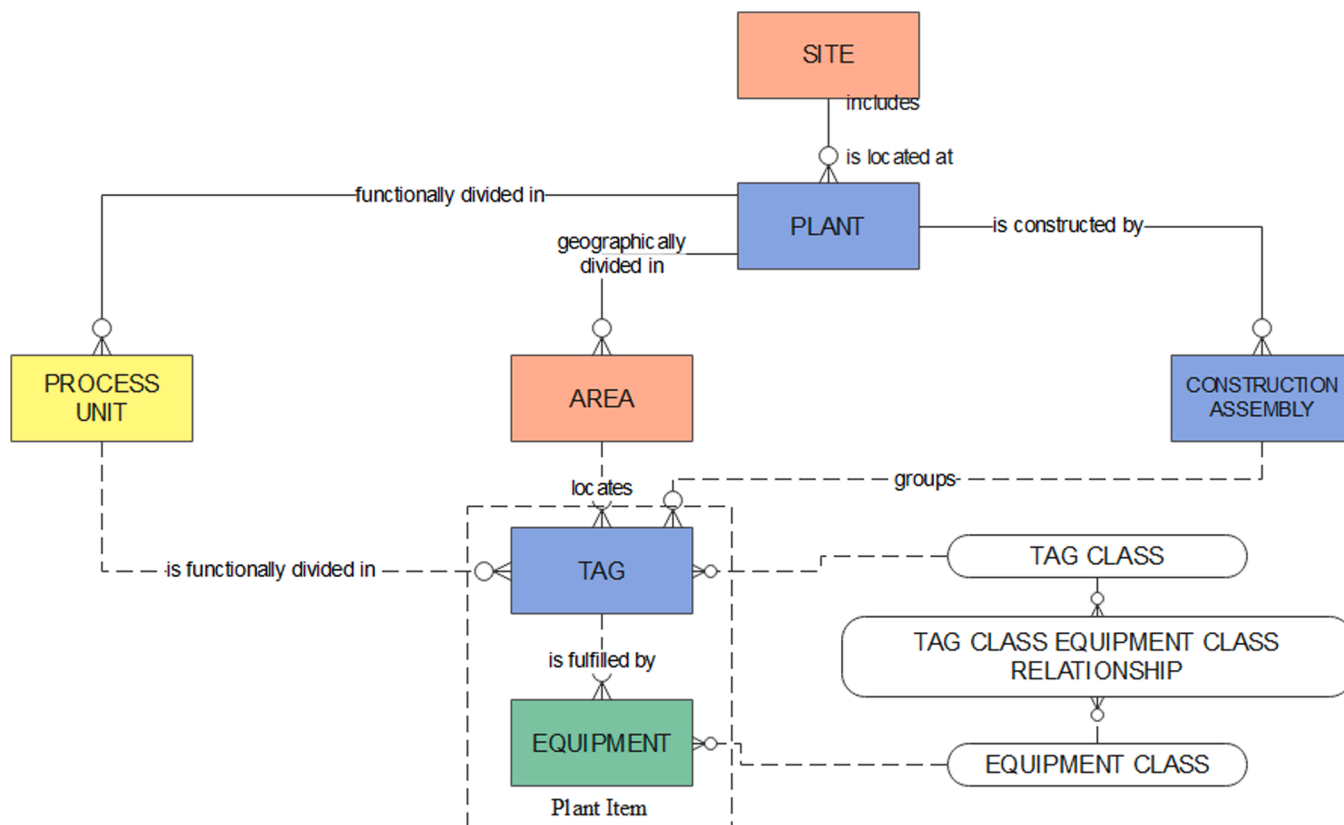 SITE
includes
is located at
functionally divided in
PLANT
is constructed by
geographically
divided in
PROCESS
UNIT
AREA
CONSTRUCTION
ASSEMBLY
locates
groups
is functionally divided in
TAG
TAG CLASS
is fulfilled by
TAG CLASS EQUIPMENT CLASS
RELATIONSHIP
EQUIPMENT
EQUIPMENT CLASS
Plant Item